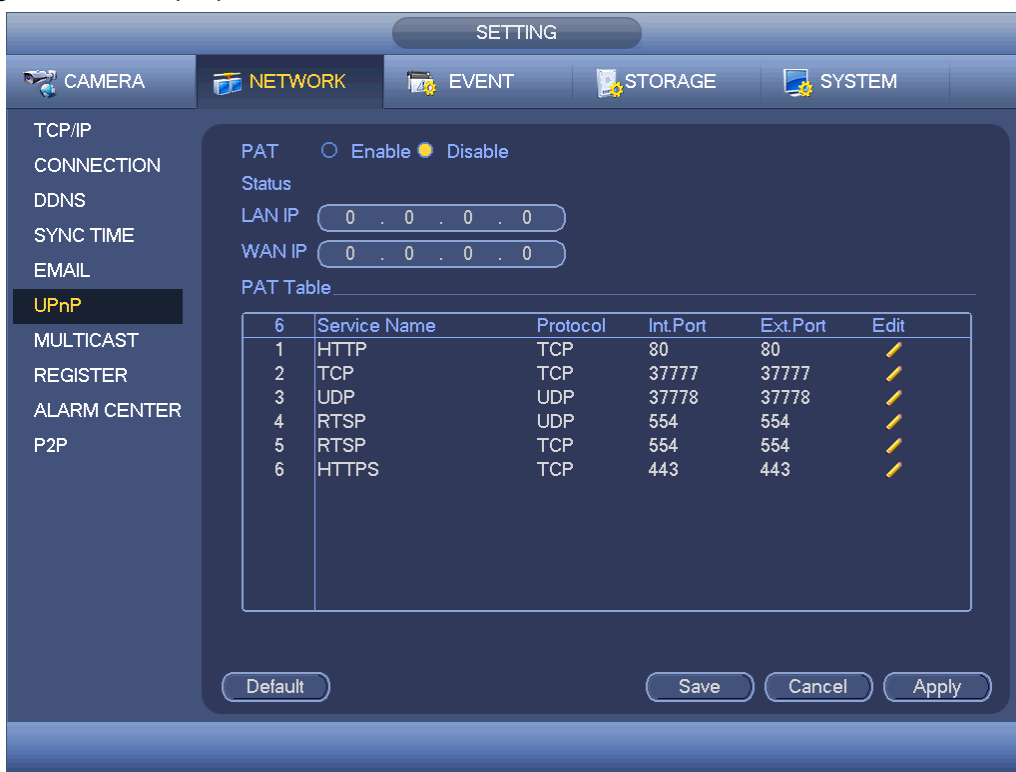 SETTING
CAMERA NETWORK EVENT STORAGE SYSTEM
TCP/IP
CONNECTION
DDNS
SYNC TIME
EMAIL
UPnP
MULTICAST
REGISTER
ALARM CENTER
P2P
PAT Enable Disable
Status
LAN IP 0 . 0 . 0 . 0
WAN IP 0 . 0 . 0 . 0
PAT Table
6 Service Name Protocol Int.Port Ext.Port Edit
1 HTTP TCP 80 80
2 TCP TCP 37777 37777
3 UDP UDP 37778 37778
4 RTSP UDP 554 554
5 RTSP TCP 554 554
6 HTTPS TCP 443 443
Default Save Cancel Apply